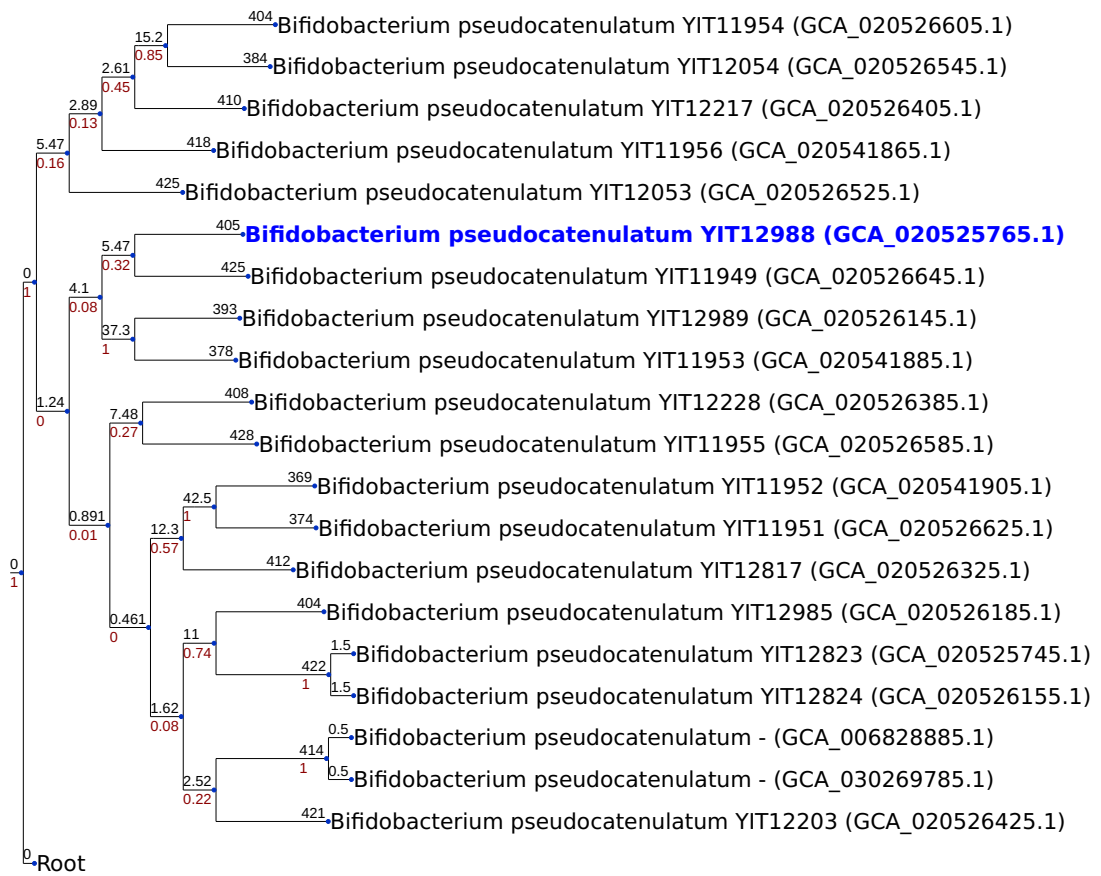 404 Bifidobacterium pseudocatenulatum YIT11954 (GCA_020526605.1)
15.2
0.85
384 Bifidobacterium pseudocatenulatum YIT12054 (GCA_020526545.1)
2.61
0.45
410 Bifidobacterium pseudocatenulatum YIT12217 (GCA_020526405.1)
2.89
0.13
418 Bifidobacterium pseudocatenulatum YIT11956 (GCA_020541865.1)
5.47
0.16
425 Bifidobacterium pseudocatenulatum YIT12053 (GCA_020526525.1)
405 Bifidobacterium pseudocatenulatum YIT12988 (GCA_020525765.1)
5.47
0.32
425 Bifidobacterium pseudocatenulatum YIT11949 (GCA_020526645.1)
0
1
4.1
0.08
393 Bifidobacterium pseudocatenulatum YIT12989 (GCA_020526145.1)
37.3
1
378 Bifidobacterium pseudocatenulatum YIT11953 (GCA_020541885.1)
1.24
0
408 Bifidobacterium pseudocatenulatum YIT12228 (GCA_020526385.1)
7.48
0.27
428 Bifidobacterium pseudocatenulatum YIT11955 (GCA_020526585.1)
369 Bifidobacterium pseudocatenulatum YIT11952 (GCA_020541905.1)
42.5
1
0.891
0.01
374 Bifidobacterium pseudocatenulatum YIT11951 (GCA_020526625.1)
12.3
0.57
0
1
412 Bifidobacterium pseudocatenulatum YIT12817 (GCA_020526325.1)
404 Bifidobacterium pseudocatenulatum YIT12985 (GCA_020526185.1)
0.461
0
11
0.74
1.5 Bifidobacterium pseudocatenulatum YIT12823 (GCA_020525745.1)
422
1
1.5 Bifidobacterium pseudocatenulatum YIT12824 (GCA_020526155.1)
1.62
0.08
0.5 Bifidobacterium pseudocatenulatum - (GCA_006828885.1)
414
1
0.5 Bifidobacterium pseudocatenulatum - (GCA_030269785.1)
2.52
0.22
421 Bifidobacterium pseudocatenulatum YIT12203 (GCA_020526425.1)
0 Root